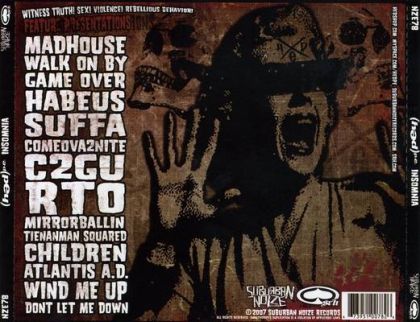 WITNESS TRUTH! SEX! VIOLENCE! REBELLIOUS BEHAVIOR!
FEATURE PRESENTATIONS
MADHOUSE
WALK ON BY
GAME OVER
HABEUS
SUFFA
COMEOVA2NITE
C2GU
RTO
MIRRORBALLIN
TIENANMAN SQUARED
CHILDREN
ATLANTIS A.D.
WIND ME UP
DONT LET ME DOWN
SUBURBAN
NOIZE
© 2007 SUBURBAN NOIZE RECORDS
NZE78
INSOMNIA
(həd)p.e.
NZE78
INSOMNIA
(həd)p.e.
NZE78